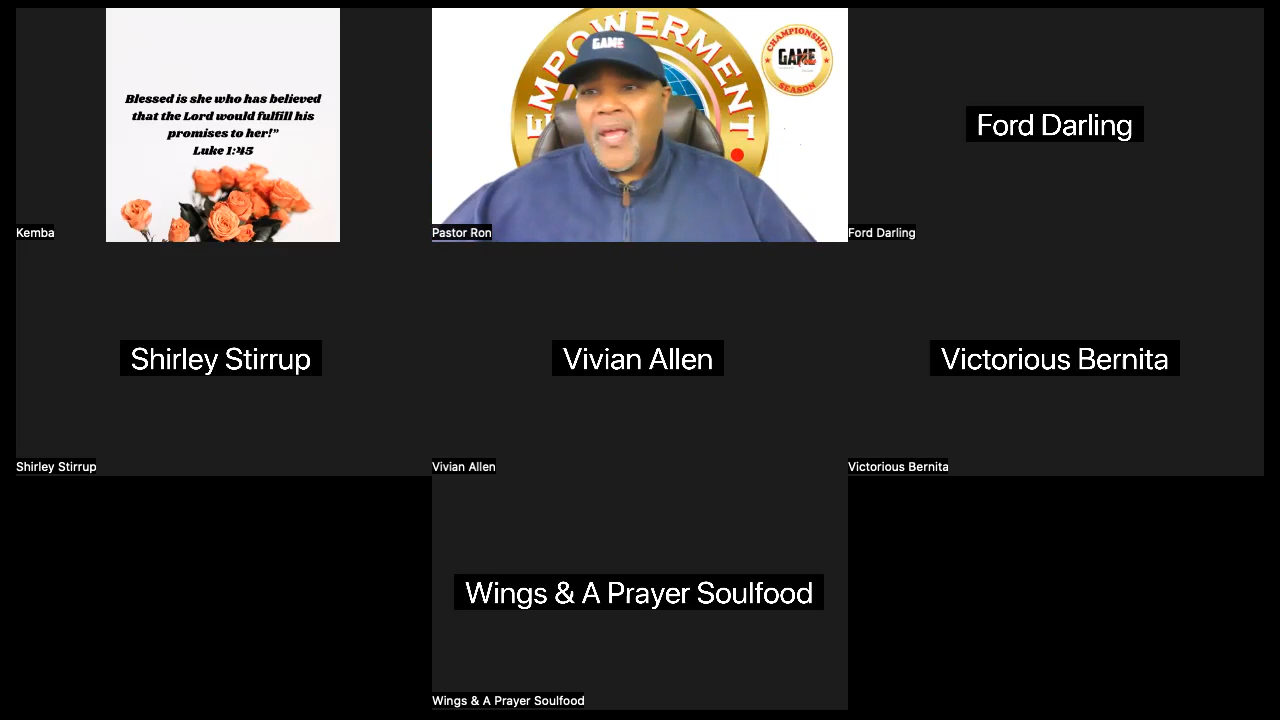 Blessed is she who has believed
that the Lord would fulfill his
promises to her!”
Luke 1:45
Kemba
EMPOWERMENT
GAME
CHAMPIONSHIP
GAME
SEASON
Pastor Ron
Ford Darling
Ford Darling
Shirley Stirrup
Shirley Stirrup
Vivian Allen
Vivian Allen
Victorious Bernita
Victorious Bernita
Wings & A Prayer Soulfood
Wings & A Prayer Soulfood